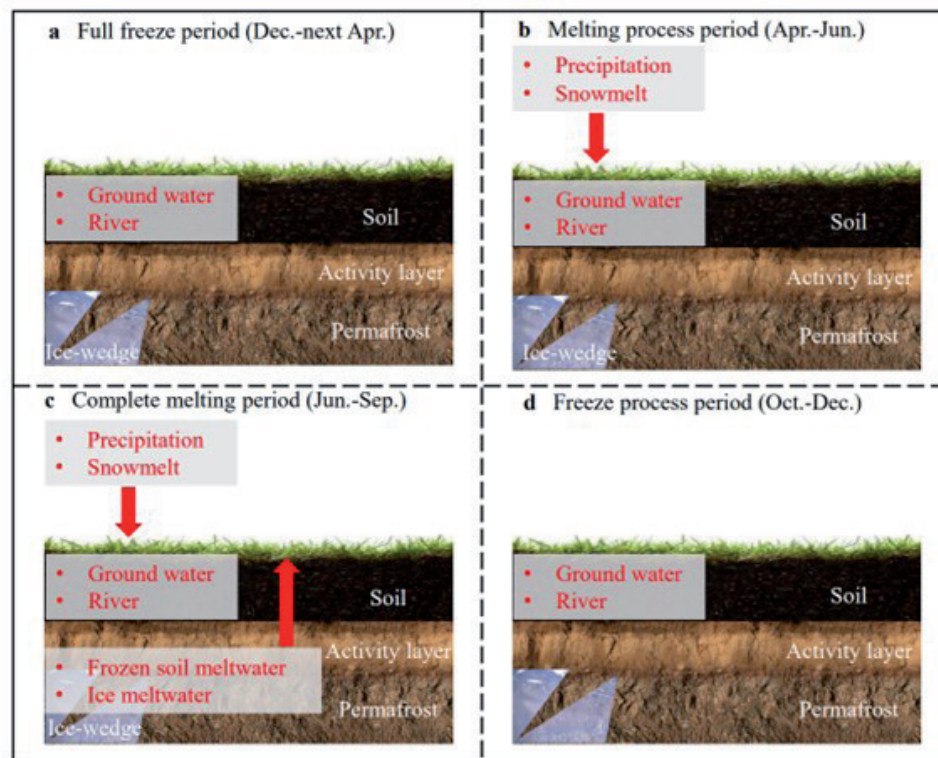 a Full freeze period (Dec.-next Apr.)
• Ground water
• River
Soil
Activity layer
Permafrost
Ice-wedge
b Melting process period (Apr.-Jun.)
• Precipitation
• Snowmelt
• Ground water
• River
Soil
Activity layer
Permafrost
Ice-wedge
c Complete melting period (Jun.-Sep.)
• Precipitation
• Snowmelt
• Ground water
• River
Soil
Activity layer
• Frozen soil meltwater
• Ice meltwater
Permafrost
Ice-wedge
d Freeze process period (Oct.-Dec.)
• Ground water
• River
Soil
Activity layer
Permafrost
Ice-wedge